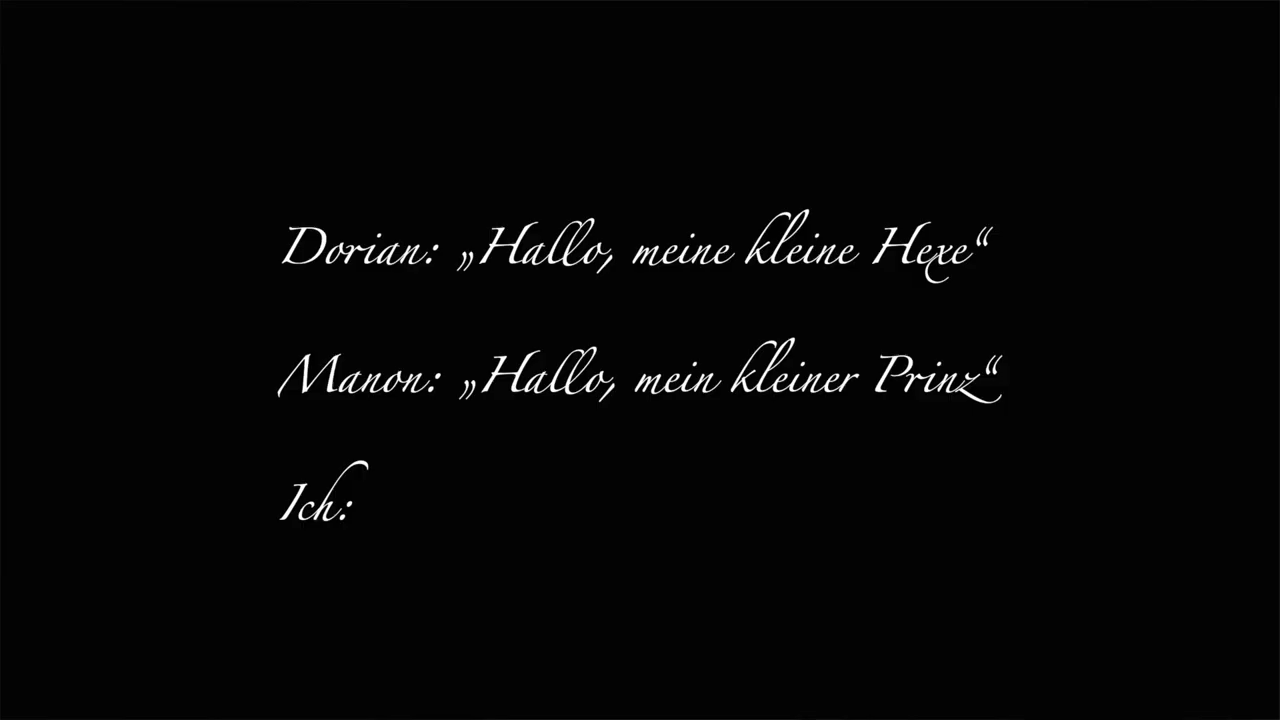 Dorian: „Hallo, meine kleine Hexe“
Manon: „Hallo, mein kleiner Prinz“
Ich: